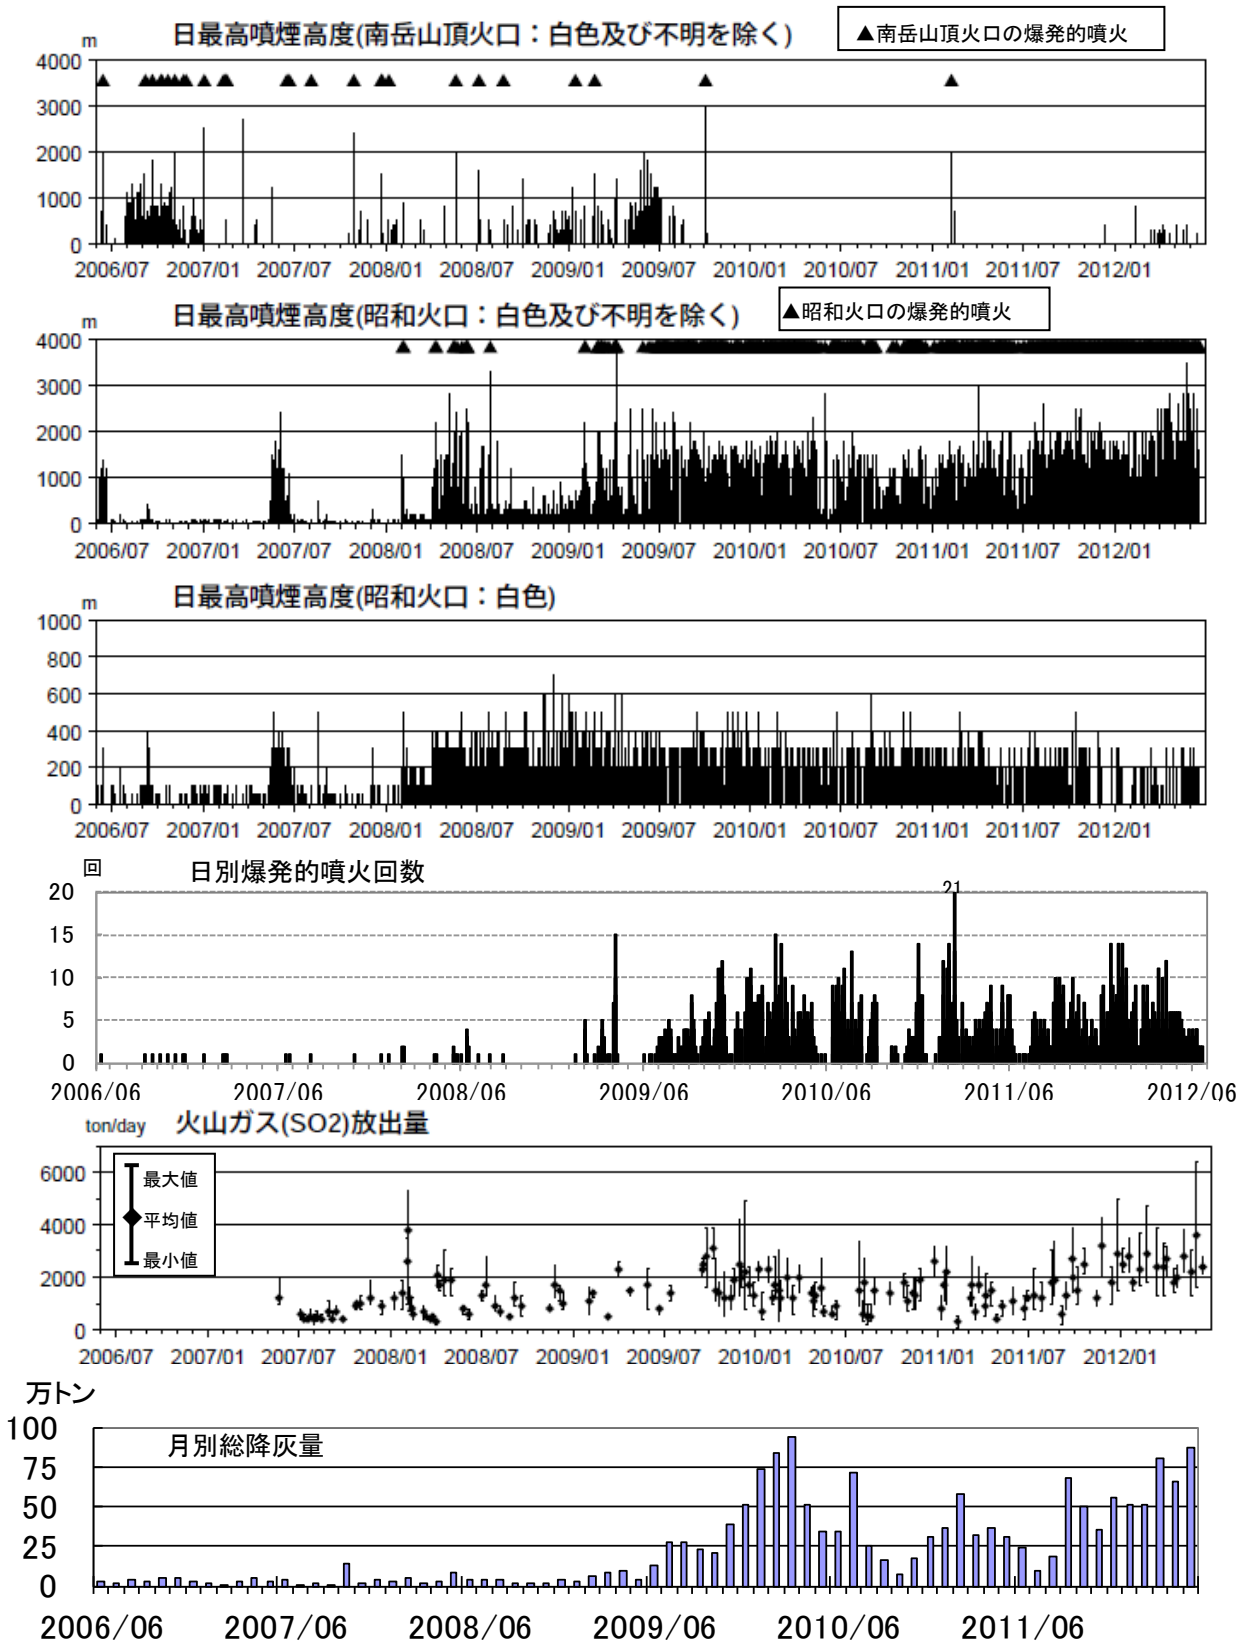 日最高噴煙高度(南岳山頂火口：白色及び不明を除く)
▲南岳山頂火口の爆発的噴火
m
4000
3000
2000
1000
0
2006/07 2007/01 2007/07 2008/01 2008/07 2009/01 2009/07 2010/01 2010/07 2011/01 2011/07 2012/01
日最高噴煙高度(昭和火口：白色及び不明を除く)
▲昭和火口の爆発的噴火
m
4000
3000
2000
1000
0
2006/07 2007/01 2007/07 2008/01 2008/07 2009/01 2009/07 2010/01 2010/07 2011/01 2011/07 2012/01
日最高噴煙高度(昭和火口：白色)
m
1000
800
600
400
200
0
2006/07 2007/01 2007/07 2008/01 2008/07 2009/01 2009/07 2010/01 2010/07 2011/01 2011/07 2012/01
回
日別爆発的噴火回数
21
20
15
10
5
0
2006/06 2007/06 2008/06 2009/06 2010/06 2011/06 2012/06
ton/day
火山ガス(SO2)放出量
6000
4000
2000
0
最大値
平均値
最小値
2006/07 2007/01 2007/07 2008/01 2008/07 2009/01 2009/07 2010/01 2010/07 2011/01 2011/07 2012/01
万トン
月別総降灰量
100
75
50
25
0
2006/06 2007/06 2008/06 2009/06 2010/06 2011/06